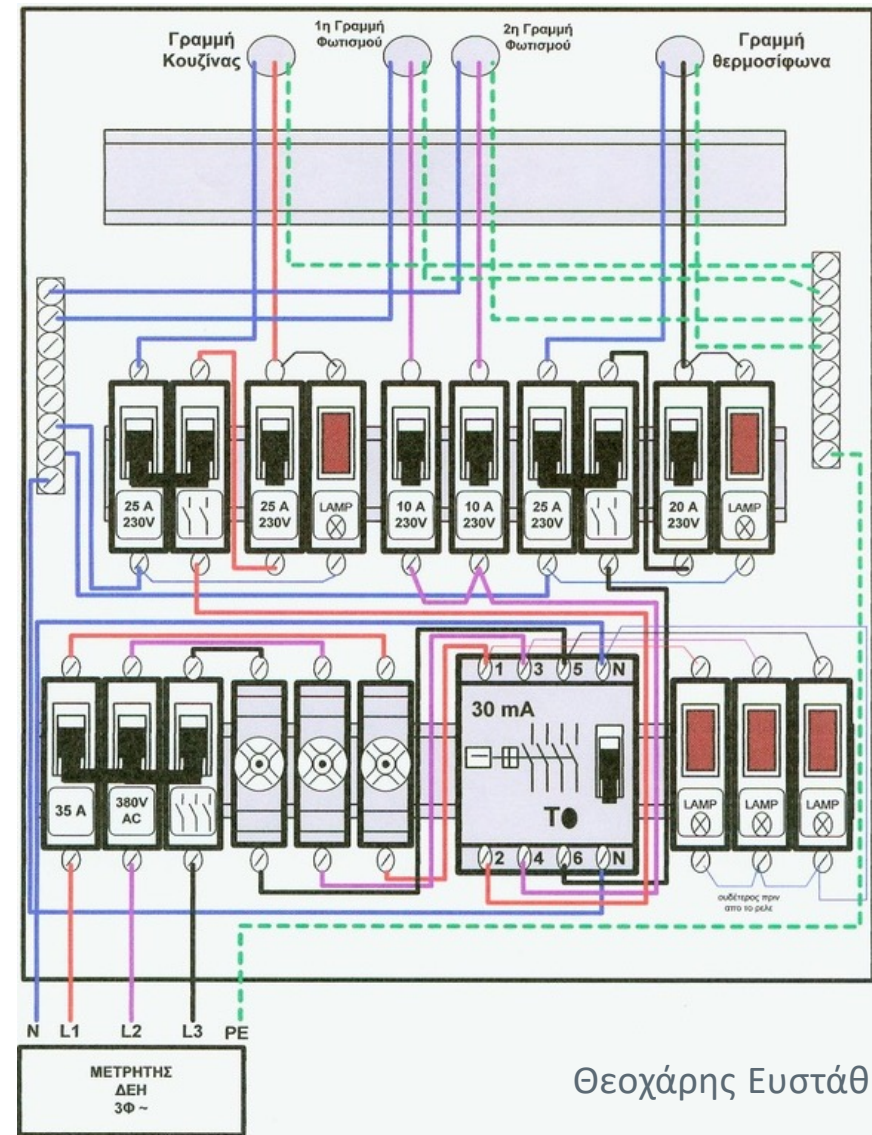 Γραμμή
Κουζίνας
1η Γραμμή
Φωτισμού
2η Γραμμή
Φωτισμού
Γραμμή
θερμοσίφωνα
25 A
230V
25 A
230V
LAMP
10 A
230V
10 A
230V
25 A
230V
20 A
230V
LAMP
1 3 5 N
30 mA
35 A
380V
AC
T
LAMP
LAMP
LAMP
2 4 6 N
ουδέτερος πριν
απο το ρελε
N L1 L2 L3 PE
ΜΕΤΡΗΤΗΣ
ΔΕΗ
3Φ ~
Θεοχάρης Ευστάθ